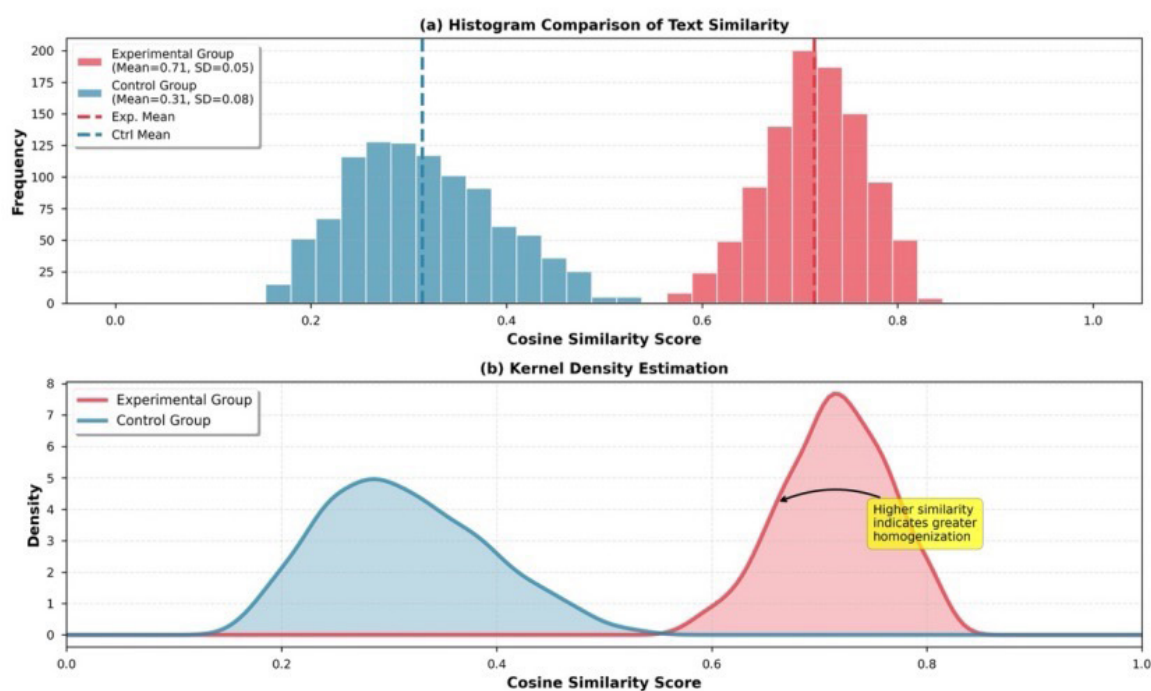 (a) Histogram Comparison of Text Similarity
Experimental Group
(Mean=0.71, SD=0.05)
Control Group
(Mean=0.31, SD=0.08)
Exp. Mean
Ctrl Mean
Frequency
200
175
150
125
100
75
50
25
0
0.0 0.2 0.4 0.6 0.8 1.0
Cosine Similarity Score
(b) Kernel Density Estimation
Experimental Group
Control Group
Density
8
7
6
5
4
3
2
1
0
Higher similarity
indicates greater
homogenization
0.0 0.2 0.4 0.6 0.8 1.0
Cosine Similarity Score